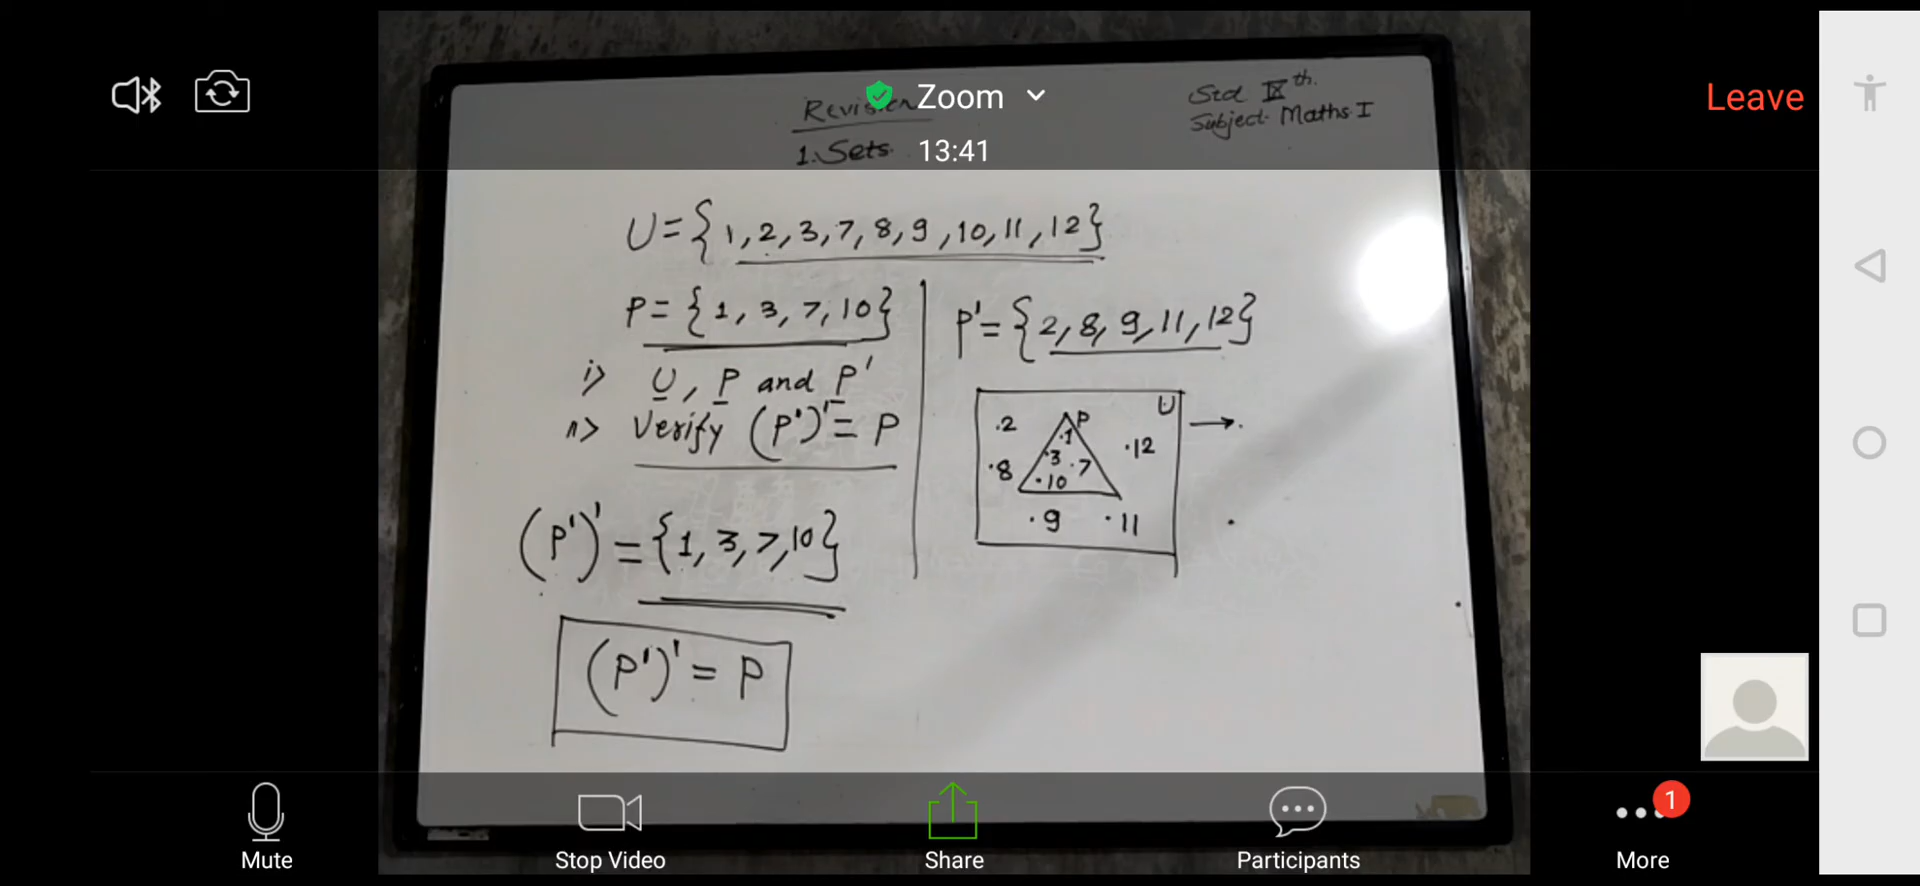 Zoom
Leave
13:41
Revision
1. Sets
Std IXth.
Subject- Maths I
U = {1, 2, 3, 7, 8, 9, 10, 11, 12}
P = {1, 3, 7, 10}
i> U, P and P'
ii> Verify (P')' = P
(P')' = {1, 3, 7, 10}
(P')' = P
P' = {2, 8, 9, 11, 12}
U
P
.2
.1
.12
.3 .7
.8
.10
.9 .11
1
Mute
Stop Video
Share
Participants
More